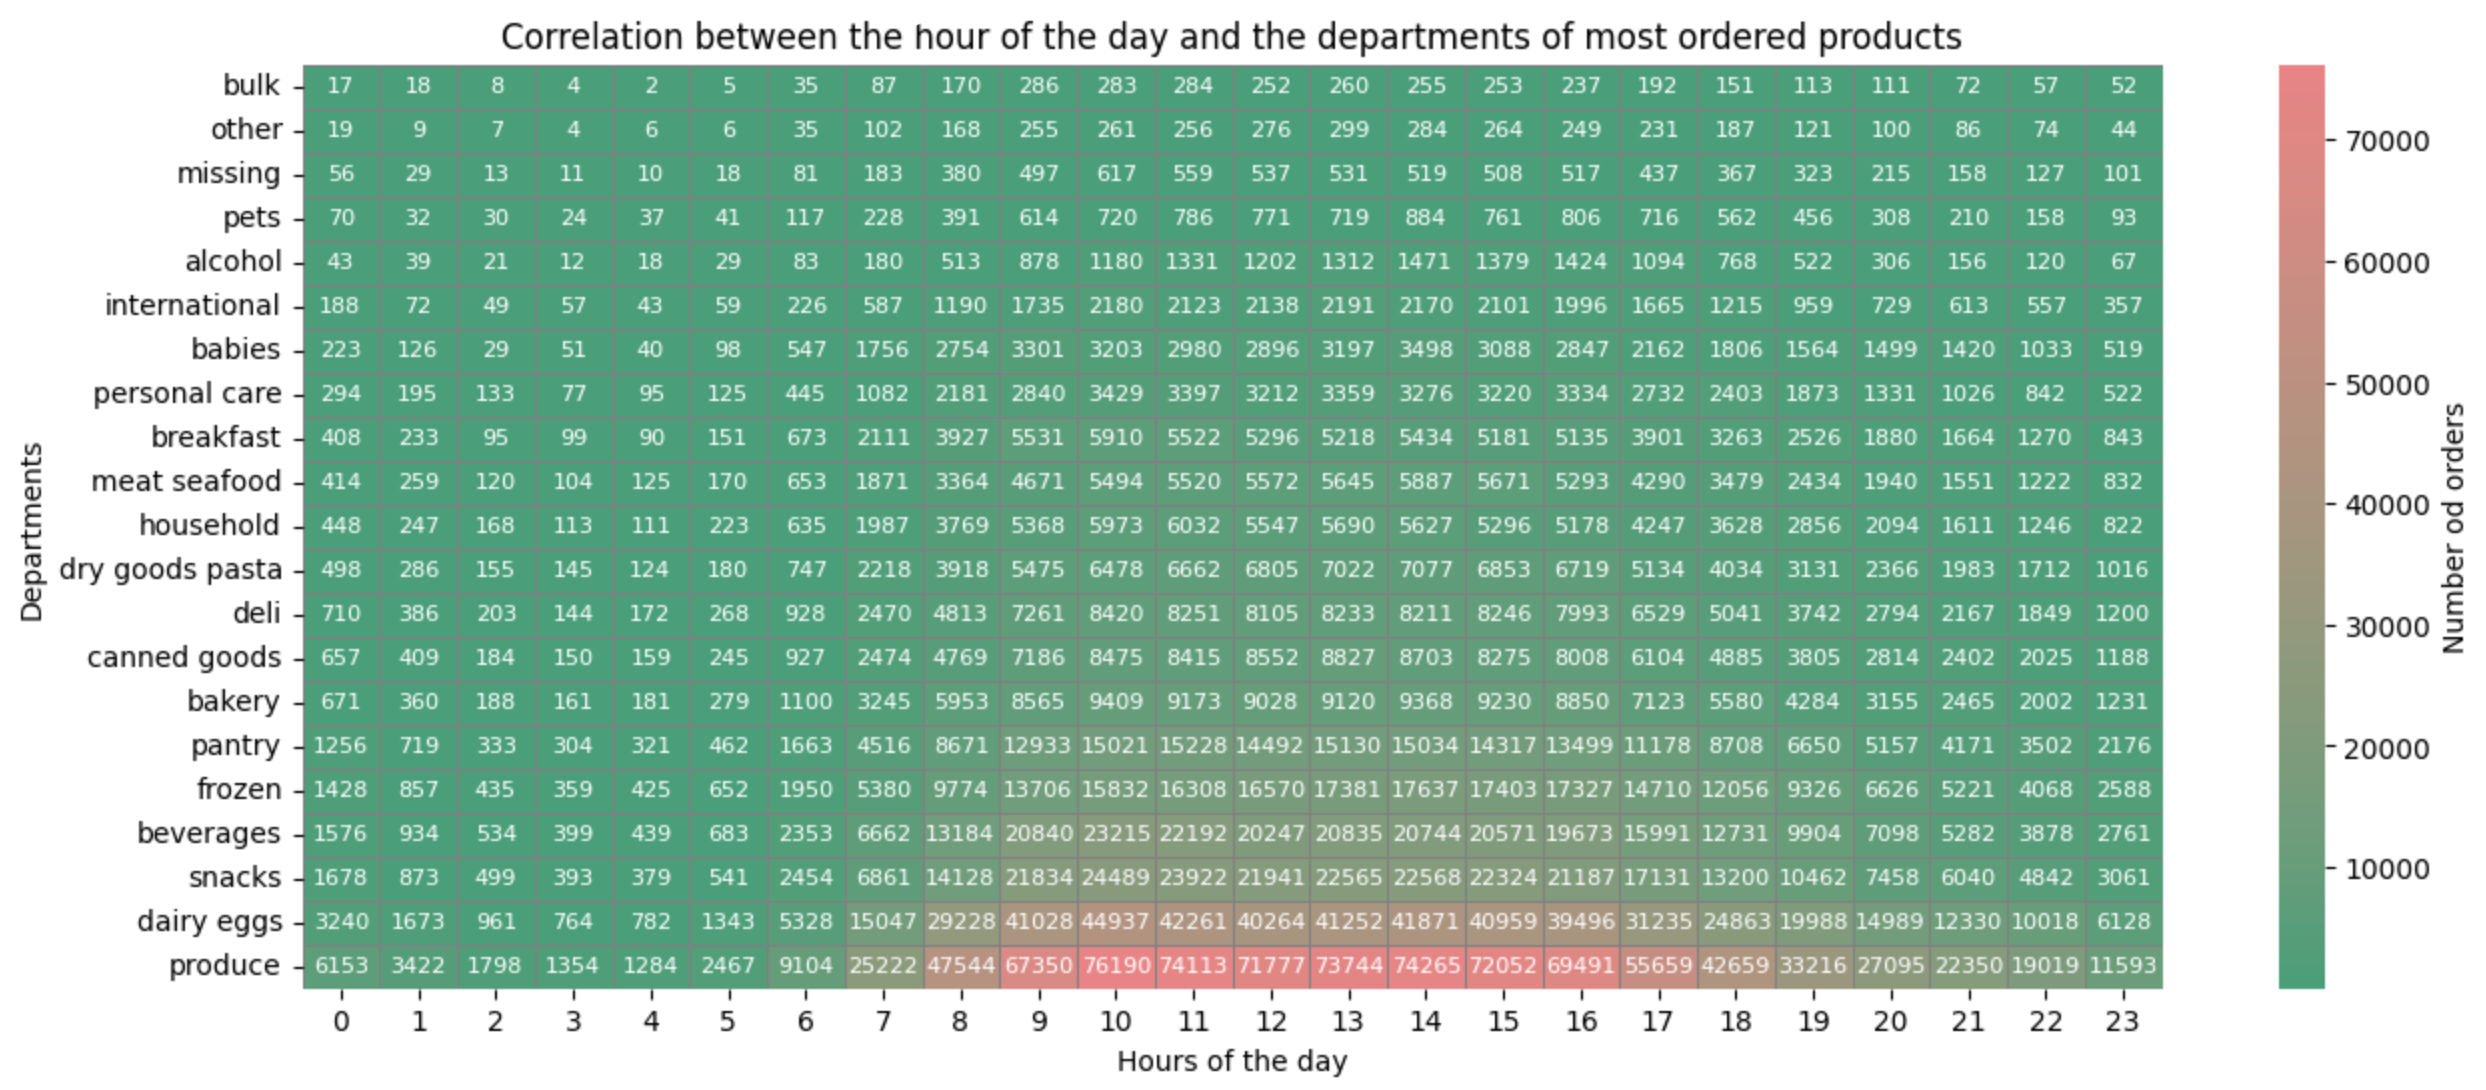 Correlation between the hour of the day and the departments of most ordered products
bulk 17 18 8 4 2 5 35 87 170 286 283 284 252 260 255 253 237 192 151 113 111 72 57 52
other 19 9 7 4 6 6 35 102 168 255 261 256 276 299 284 264 249 231 187 121 100 86 74 44
missing 56 29 13 11 10 18 81 183 380 497 617 559 537 531 519 508 517 437 367 323 215 158 127 101
pets 70 32 30 24 37 41 117 228 391 614 720 786 771 719 884 761 806 716 562 456 308 210 158 93
alcohol 43 39 21 12 18 29 83 180 513 878 1180 1331 1202 1312 1471 1379 1424 1094 768 522 306 156 120 67
international 188 72 49 57 43 59 226 587 1190 1735 2180 2123 2138 2191 2170 2101 1996 1665 1215 959 729 613 557 357
babies 223 126 29 51 40 98 547 1756 2754 3301 3203 2980 2896 3197 3498 3088 2847 2162 1806 1564 1499 1420 1033 519
personal care 294 195 133 77 95 125 445 1082 2181 2840 3429 3397 3212 3359 3276 3220 3334 2732 2403 1873 1331 1026 842 522
breakfast 408 233 95 99 90 151 673 2111 3927 5531 5910 5522 5296 5218 5434 5181 5135 3901 3263 2526 1880 1664 1270 843
meat seafood 414 259 120 104 125 170 653 1871 3364 4671 5494 5520 5572 5645 5887 5671 5293 4290 3479 2434 1940 1551 1222 832
household 448 247 168 113 111 223 635 1987 3769 5368 5973 6032 5547 5690 5627 5296 5178 4247 3628 2856 2094 1611 1246 822
dry goods pasta 498 286 155 145 124 180 747 2218 3918 5475 6478 6662 6805 7022 7077 6853 6719 5134 4034 3131 2366 1983 1712 1016
deli 710 386 203 144 172 268 928 2470 4813 7261 8420 8251 8105 8233 8211 8246 7993 6529 5041 3742 2794 2167 1849 1200
canned goods 657 409 184 150 159 245 927 2474 4769 7186 8475 8415 8552 8827 8703 8275 8008 6104 4885 3805 2814 2402 2025 1188
bakery 671 360 188 161 181 279 1100 3245 5953 8565 9409 9173 9028 9120 9368 9230 8850 7123 5580 4284 3155 2465 2002 1231
pantry 1256 719 333 304 321 462 1663 4516 8671 12933 15021 15228 14492 15130 15034 14317 13499 11178 8708 6650 5157 4171 3502 2176
frozen 1428 857 435 359 425 652 1950 5380 9774 13706 15832 16308 16570 17381 17637 17403 17327 14710 12056 9326 6626 5221 4068 2588
beverages 1576 934 534 399 439 683 2353 6662 13184 20840 23215 22192 20247 20835 20744 20571 19673 15991 12731 9904 7098 5282 3878 2761
snacks 1678 873 499 393 379 541 2454 6861 14128 21834 24489 23922 21941 22565 22568 22324 21187 17131 13200 10462 7458 6040 4842 3061
dairy eggs 3240 1673 961 764 782 1343 5328 15047 29228 41028 44937 42261 40264 41252 41871 40959 39496 31235 24863 19988 14989 12330 10018 6128
produce 6153 3422 1798 1354 1284 2467 9104 25222 47544 67350 76190 74113 71777 73744 74265 72052 69491 55659 42659 33216 27095 22350 19019 11593
0 1 2 3 4 5 6 7 8 9 10 11 12 13 14 15 16 17 18 19 20 21 22 23
Hours of the day
Departments
70000
60000
50000
40000
30000
20000
10000
Number od orders